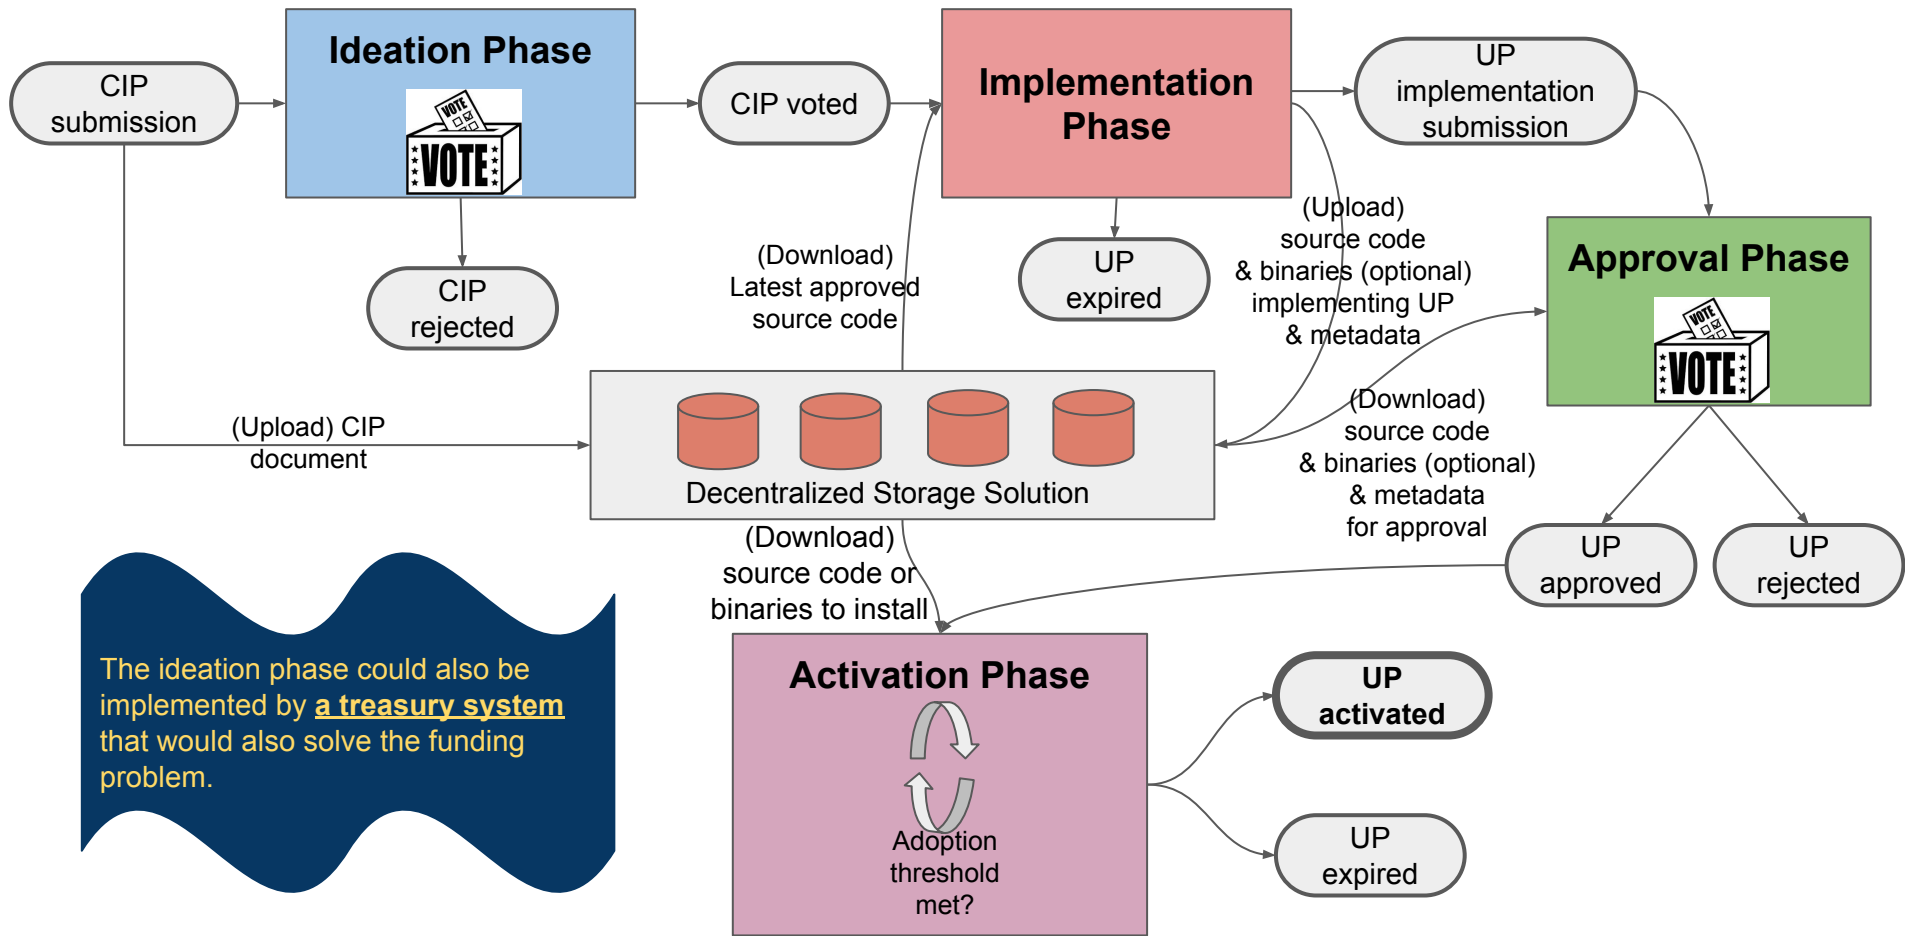 CIP
submission
Ideation Phase
VOTE
VOTE
CIP voted
Implementation
Phase
UP
implementation
submission
CIP
rejected
(Download)
Latest approved
source code
UP
expired
(Upload)
source code
& binaries (optional)
implementing UP
& metadata
Approval Phase
VOTE
VOTE
(Upload) CIP
document
Decentralized Storage Solution
(Download)
source code
& binaries (optional)
& metadata
for approval
UP
approved
UP
rejected
(Download)
source code or
binaries to install
The ideation phase could also be
implemented by a treasury system
that would also solve the funding
problem.
Activation Phase
Adoption
threshold
met?
UP
activated
UP
expired